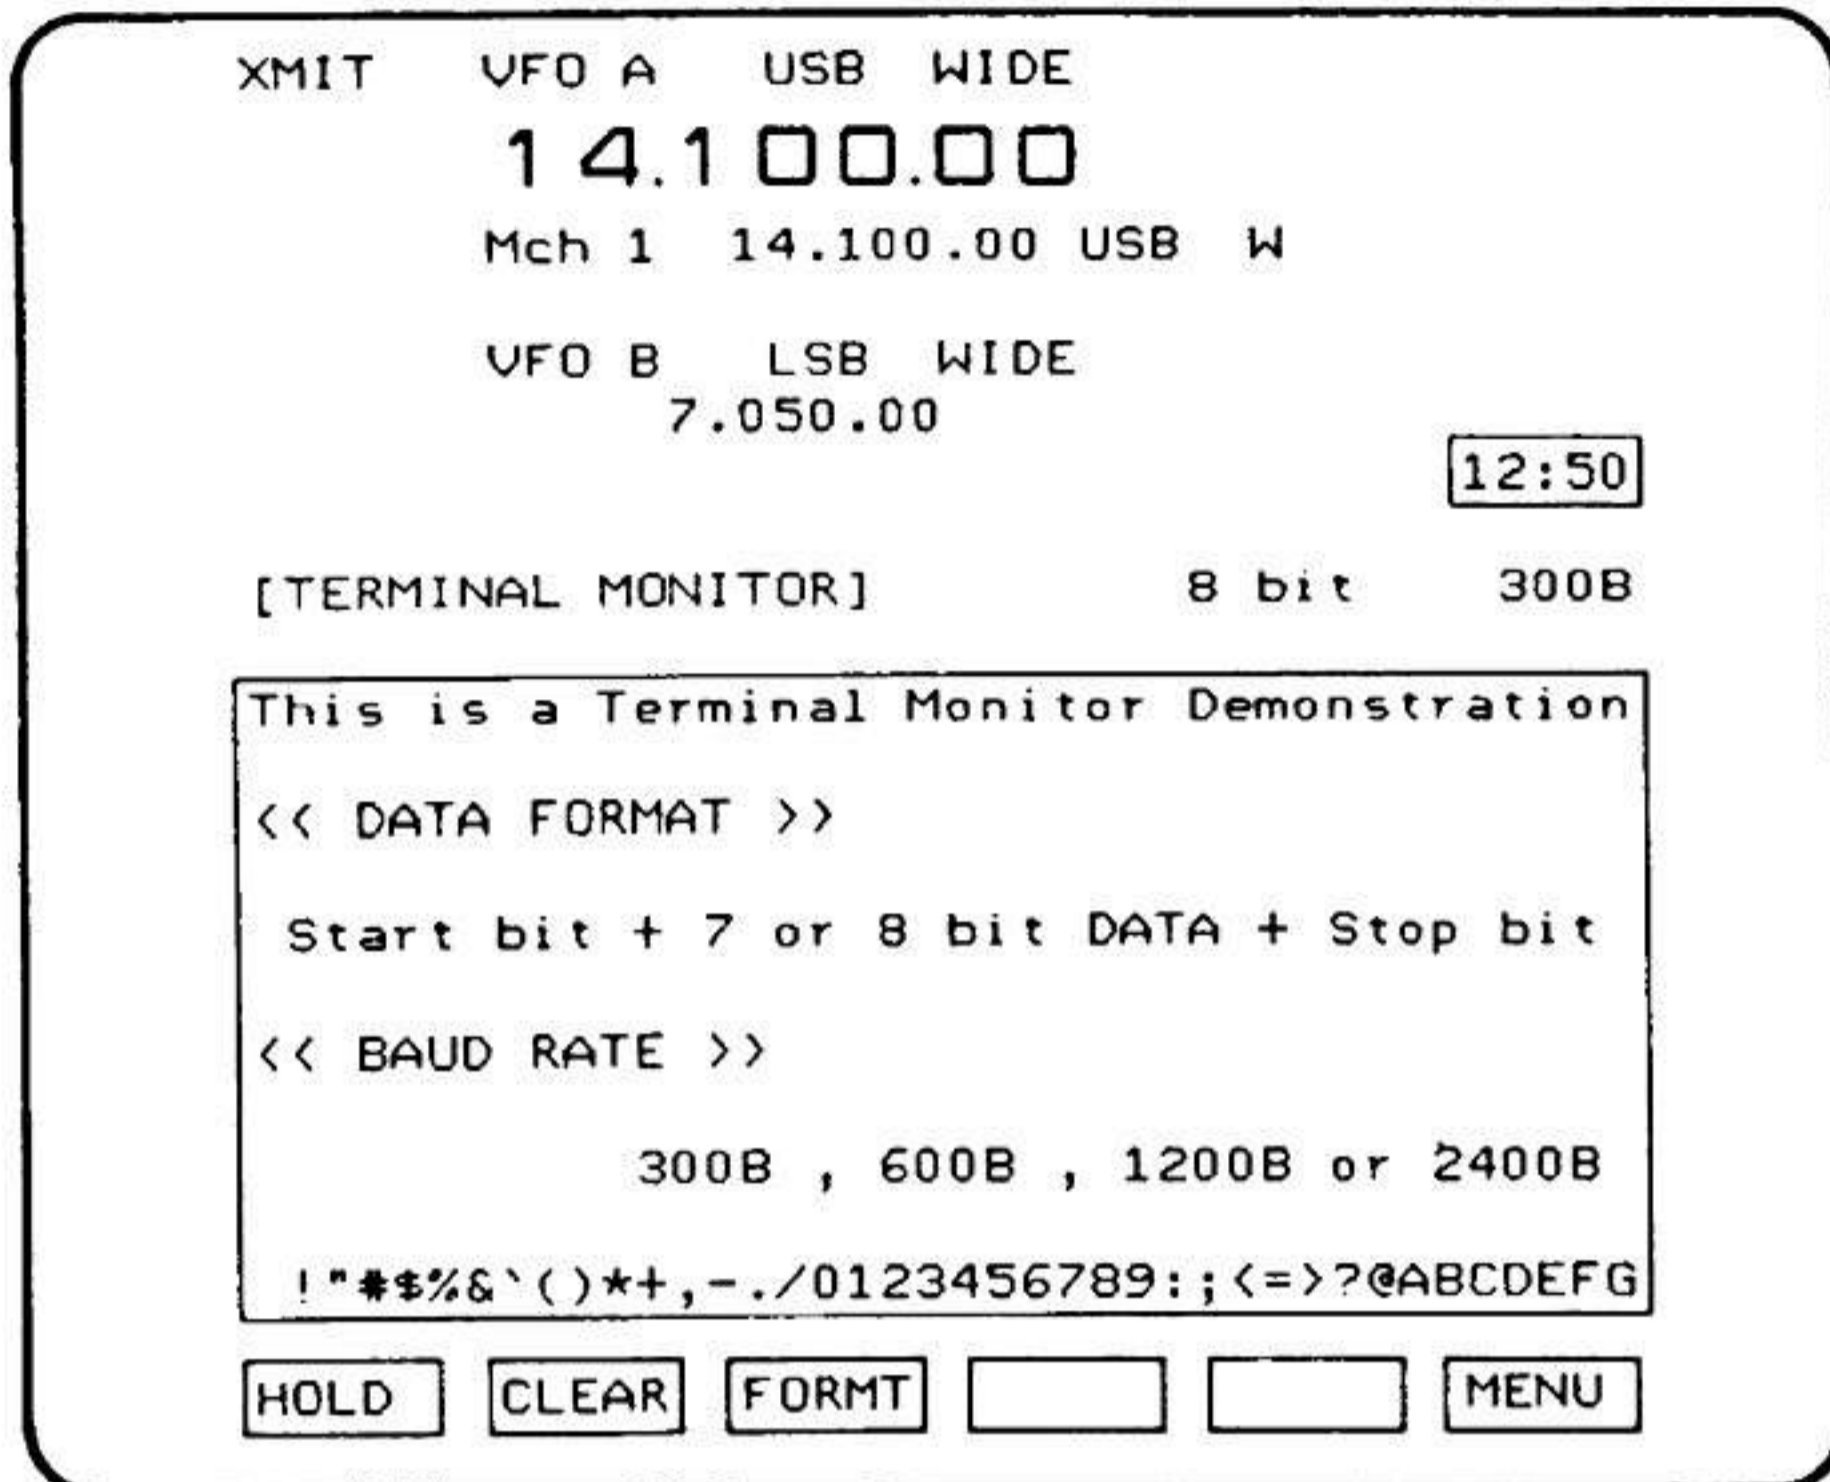 XMIT VFO A USB WIDE
14.100.00
Mch 1 14.100.00 USB W
VFO B LSB WIDE
7.050.00
12:50
[TERMINAL MONITOR] 8 bit 300B
This is a Terminal Monitor Demonstration
<< DATA FORMAT >>
Start bit + 7 or 8 bit DATA + Stop bit
<< BAUD RATE >>
300B , 600B , 1200B or 2400B
!"#$%&`()*+,-./0123456789:;<=>?@ABCDEFG
HOLD CLEAR FORMT MENU